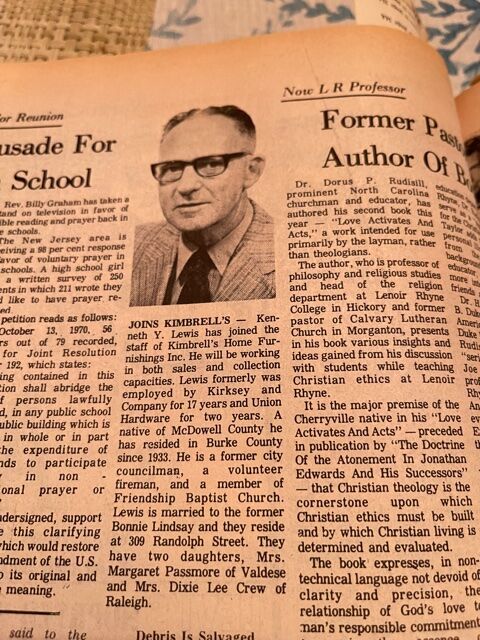 or Reunion
usade For
School
Rev. Billy Graham has taken a
tand on television in favor of
ible reading and prayer back in
e schools.
The New Jersey area is
eiving a 98 per cent response
favor of voluntary prayer in
schools. A high school girl
a written survey of 250
ents in which 211 wrote they
d like to have prayer re-
ed
petition reads as follows:
October 13, 1970, 56
rs out of 79 recorded,
for Joint Resolution
192, which states:
ing contained in this
tion shall abridge the
f persons lawfully
d, in any public school
ublic building which is
in whole or in part
the expenditure of
nds to participate
in non -
ional prayer or
undersigned, support
e this clarifying
which would restore
ndment of the U.S.
o its original and
e meaning."
said to the
JOINS KIMBRELL'S — Ken-
neth Y. Lewis has joined the
staff of Kimbrell's Home Fur-
nishings Inc. He will be working
in both sales and collection
capacities. Lewis formerly was
employed by Kirksey and
Company for 17 years and Union
Hardware for two years. A
native of McDowell County he
has resided in Burke County
since 1933. He is a former city
councilman, a volunteer
fireman, and a member of
Friendship Baptist Church.
Lewis is married to the former
Bonnie Lindsay and they reside
at 309 Randolph Street. They
have two daughters, Mrs.
Margaret Passmore of Valdese
and Mrs. Dixie Lee Crew of
Raleigh.
Debris Is Salvaged
Now L R Professor
Former Past
Author Of B
Dr. Dorus P. Rudisill,
prominent North Carolina
churchman and educator, has
authored his second book this
year — "Love Activates And
Acts," a work intended for use
primarily by the layman, rather
than theologians.
The author, who is professor of
philosophy and religious studies
and head of the religion
department at Lenoir Rhyne
College in Hickory and former
pastor of Calvary Lutheran
Church in Morganton, presents
in his book various insights and
ideas gained from his discussion
with students while teaching
Christian ethics at Lenoir
Rhyne.
It is the major premise of the
Cherryville native in his "Love
Activates And Acts" — preceded
in publication by "The Doctrine
Of the Atonement In Jonathan
Edwards And His Successors"
— that Christian theology is the
cornerstone upon which
Christian ethics must be built
and by which Christian living is
determined and evaluated.
The book expresses, in non-
technical language not devoid of
clarity and precision, the
relationship of God's love to
man's responsible commitment